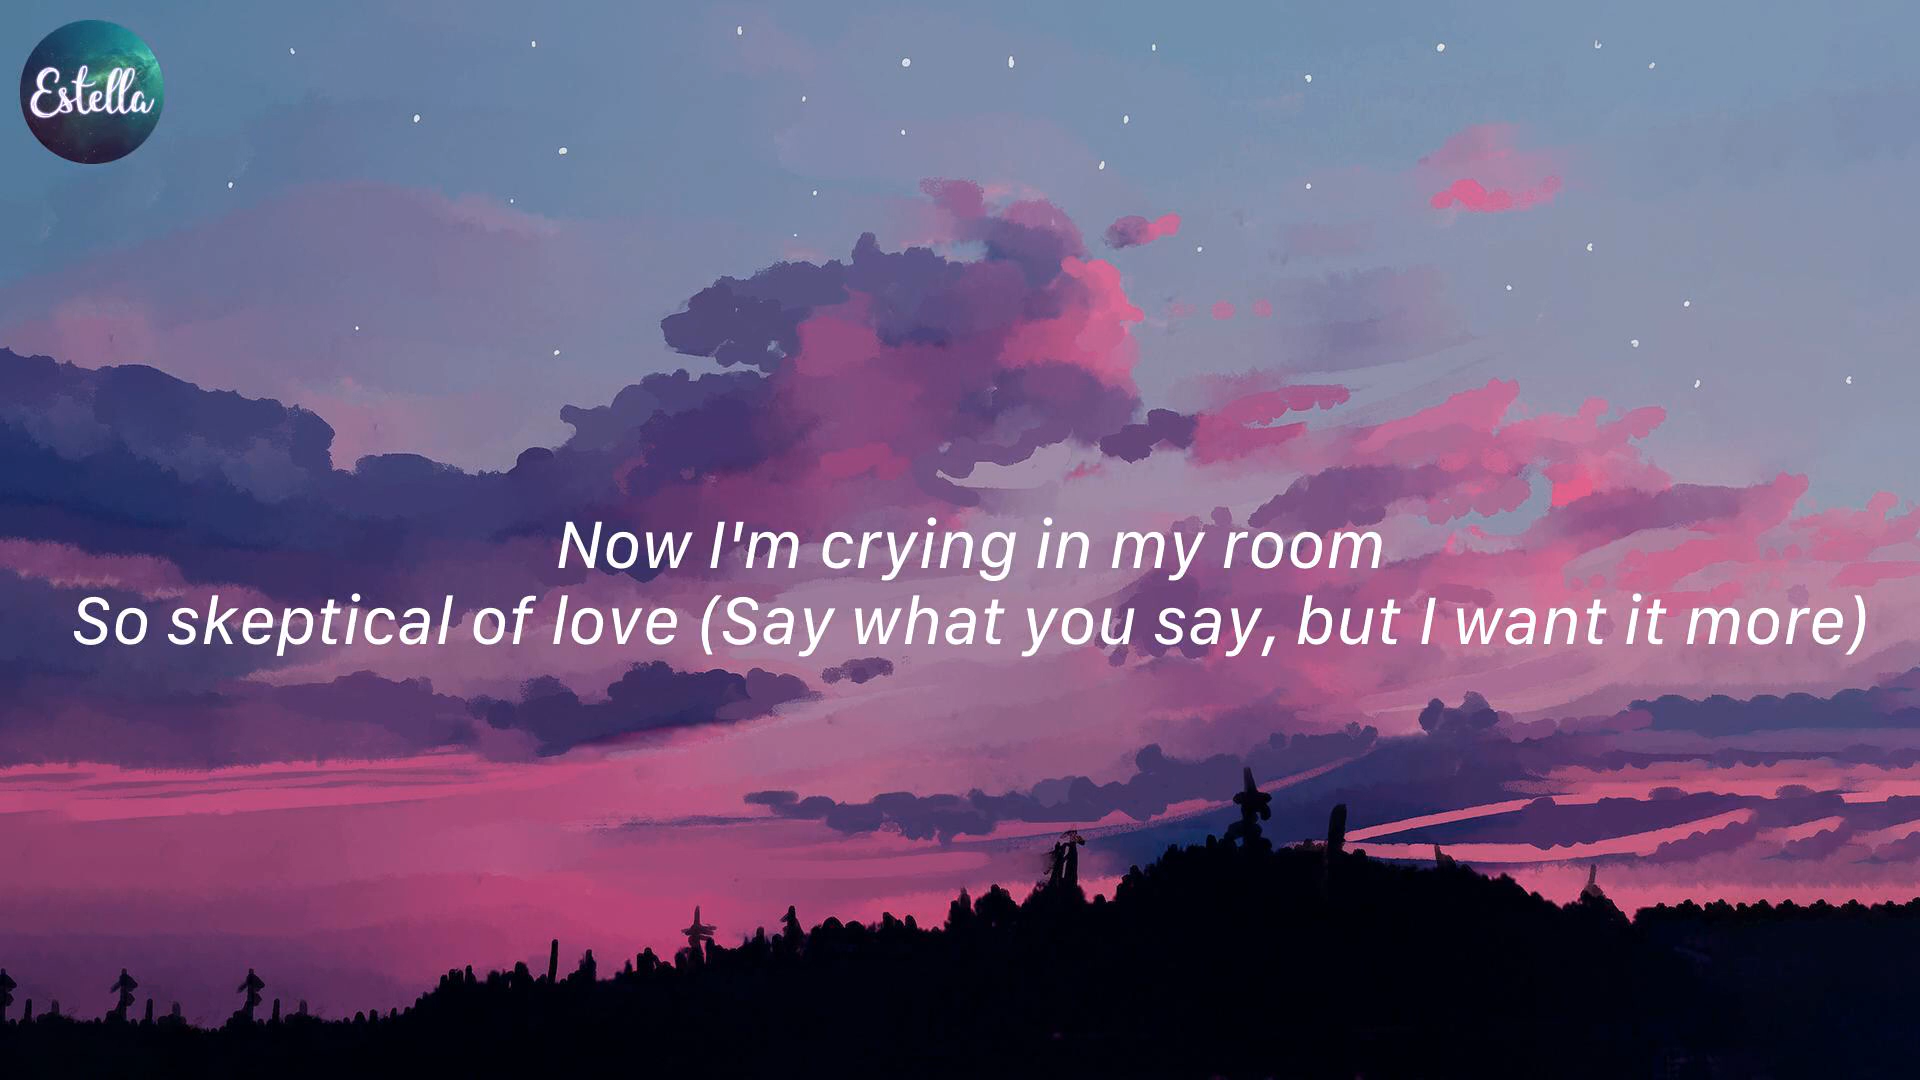 Estella
Now I'm crying in my room
So skeptical of love (Say what you say, but I want it more)